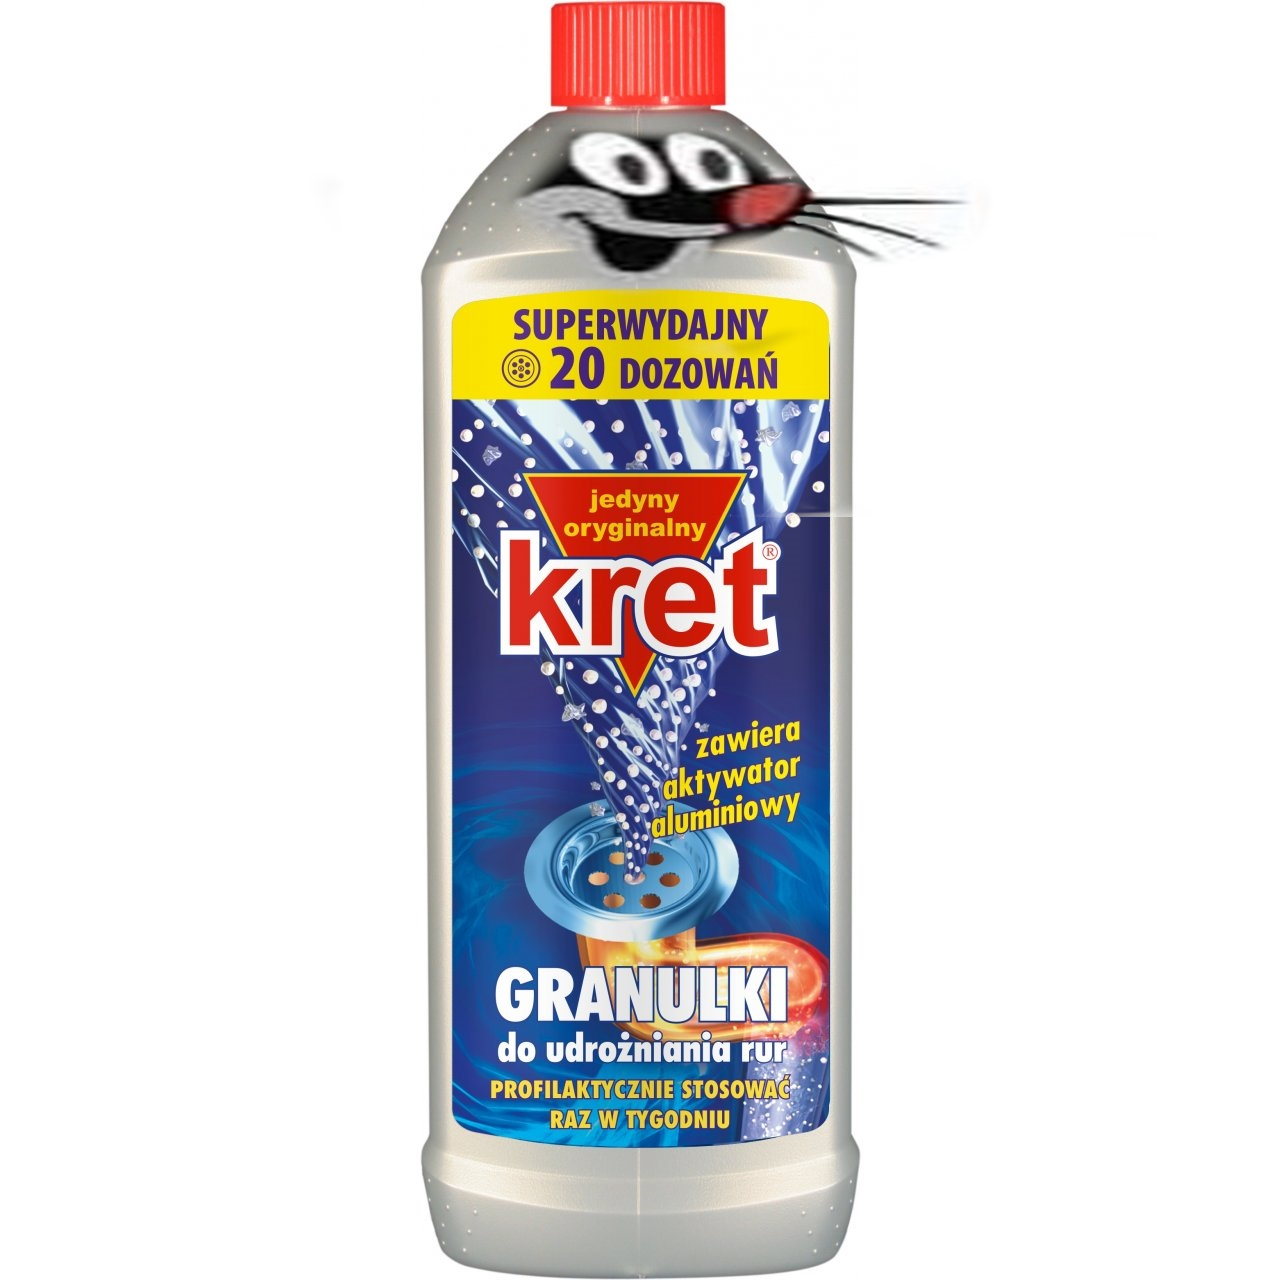 SUPERWYDAJNY
20 DOZOWAŃ
jedyny
oryginalny
kret®
zawiera
aktywator
aluminiowy
GRANULKI
do udrożniania rur
PROFILAKTYCZNIE STOSOWAĆ
RAZ W TYGODNIU